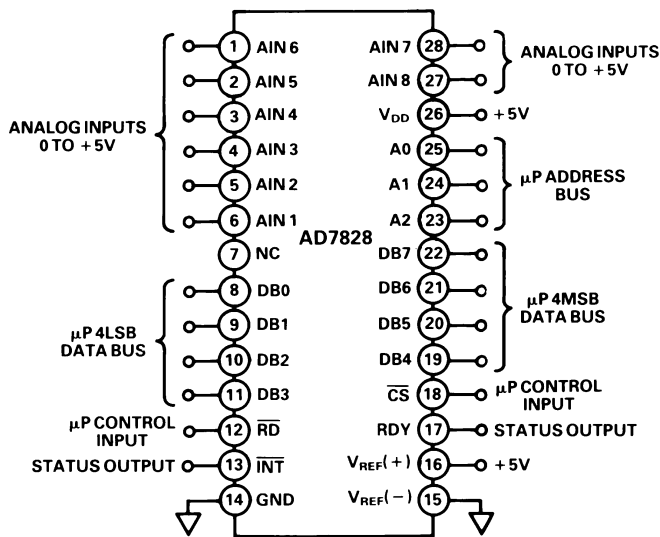 1 AIN 6
2 AIN 5
3 AIN 4
4 AIN 3
5 AIN 2
6 AIN 1
7 NC
8 DB0
9 DB1
10 DB2
11 DB3
12 RD
13 INT
14 GND
ANALOG INPUTS
0 TO +5V
μP 4LSB
DATA BUS
μP CONTROL
INPUT
STATUS OUTPUT
AD7828
AIN 7 28
AIN 8 27
VDD 26 +5V
A0 25
A1 24
A2 23
DB7 22
DB6 21
DB5 20
DB4 19
CS 18
RDY 17
VREF(+) 16 +5V
VREF(−) 15
ANALOG INPUTS
0 TO +5V
μP ADDRESS
BUS
μP 4MSB
DATA BUS
μP CONTROL
INPUT
STATUS OUTPUT